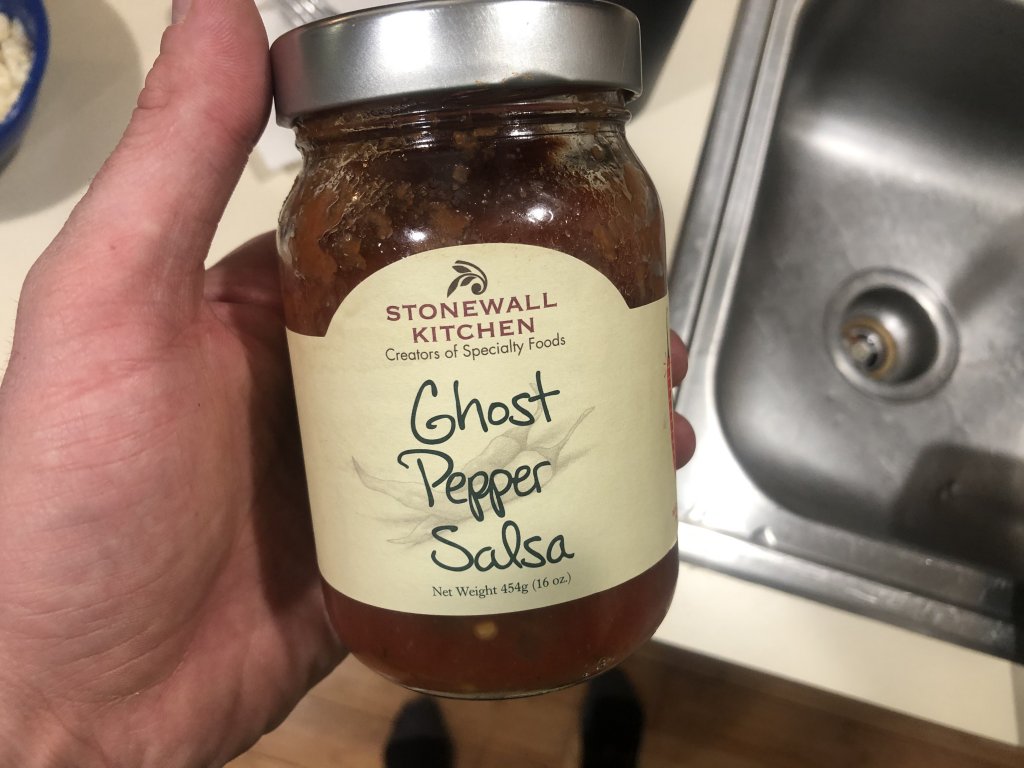 STONEWALL
KITCHEN
Creators of Specialty Foods
Ghost
Pepper
Salsa
Net Weight 454g (16 oz.)